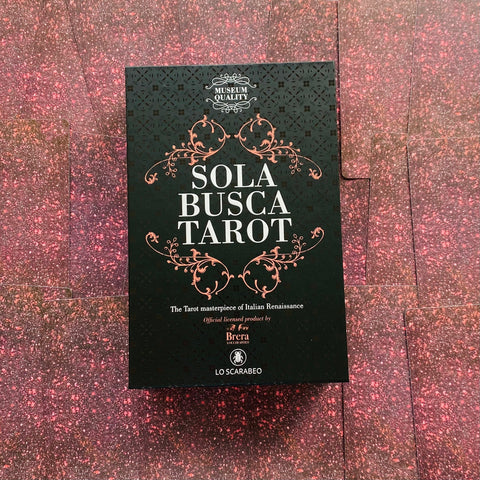 MUSEUM
QUALITY
SOLA
BUSCA
TAROT
The Tarot masterpiece of Italian Renaissance
Official licensed product by
Brera
LO SCARABEO